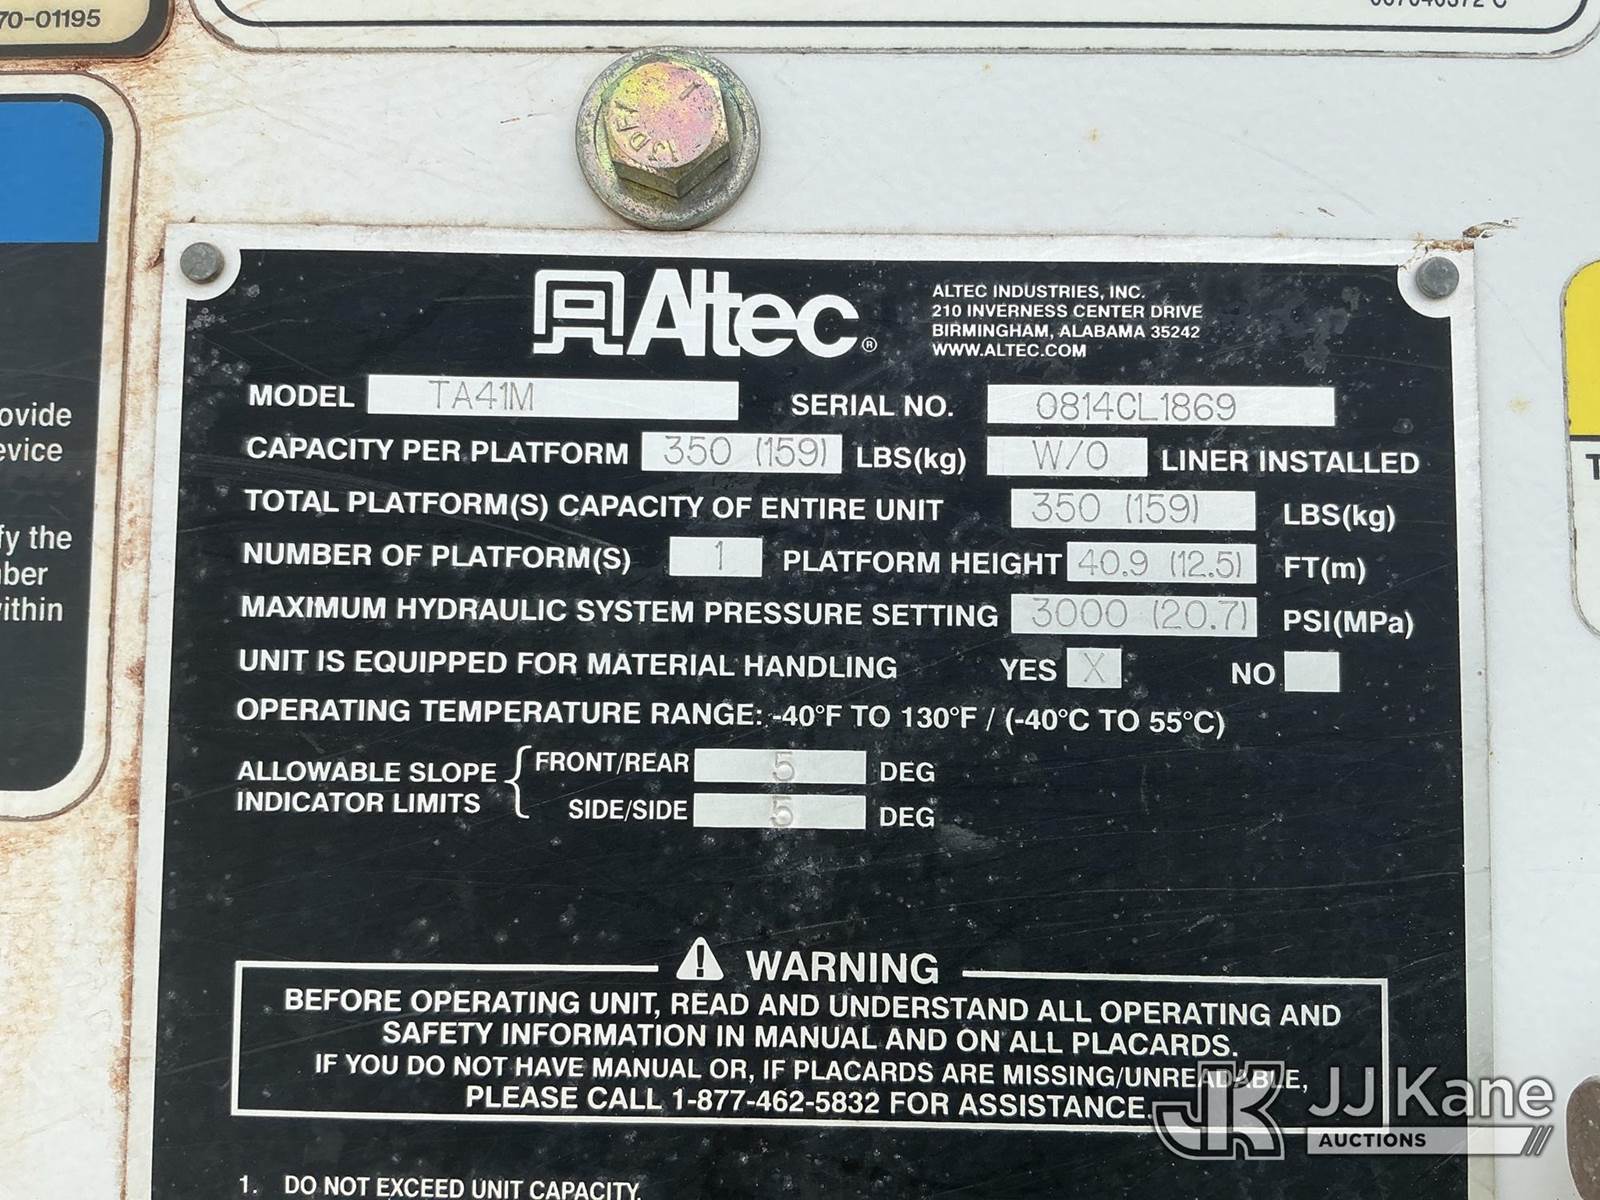 70-01195
ovide
evice
fy the
ber
ithin
13DF1
Altec®
ALTEC INDUSTRIES, INC.
210 INVERNESS CENTER DRIVE
BIRMINGHAM, ALABAMA 35242
WWW.ALTEC.COM
MODEL TA41M SERIAL NO. 0814CL1869
CAPACITY PER PLATFORM 350 (159) LBS(kg) W/O LINER INSTALLED
TOTAL PLATFORM(S) CAPACITY OF ENTIRE UNIT 350 (159) LBS(kg)
NUMBER OF PLATFORM(S) 1 PLATFORM HEIGHT 40.9 (12.5) FT(m)
MAXIMUM HYDRAULIC SYSTEM PRESSURE SETTING 3000 (20.7) PSI(MPa)
UNIT IS EQUIPPED FOR MATERIAL HANDLING YES X NO
OPERATING TEMPERATURE RANGE: -40°F TO 130°F / (-40°C TO 55°C)
ALLOWABLE SLOPE INDICATOR LIMITS
FRONT/REAR 5 DEG
SIDE/SIDE 5 DEG
WARNING
BEFORE OPERATING UNIT, READ AND UNDERSTAND ALL OPERATING AND
SAFETY INFORMATION IN MANUAL AND ON ALL PLACARDS.
IF YOU DO NOT HAVE MANUAL OR, IF PLACARDS ARE MISSING/UNREADABLE,
PLEASE CALL 1-877-462-5832 FOR ASSISTANCE.
1. DO NOT EXCEED UNIT CAPACITY.
T
JK JJ Kane
AUCTIONS